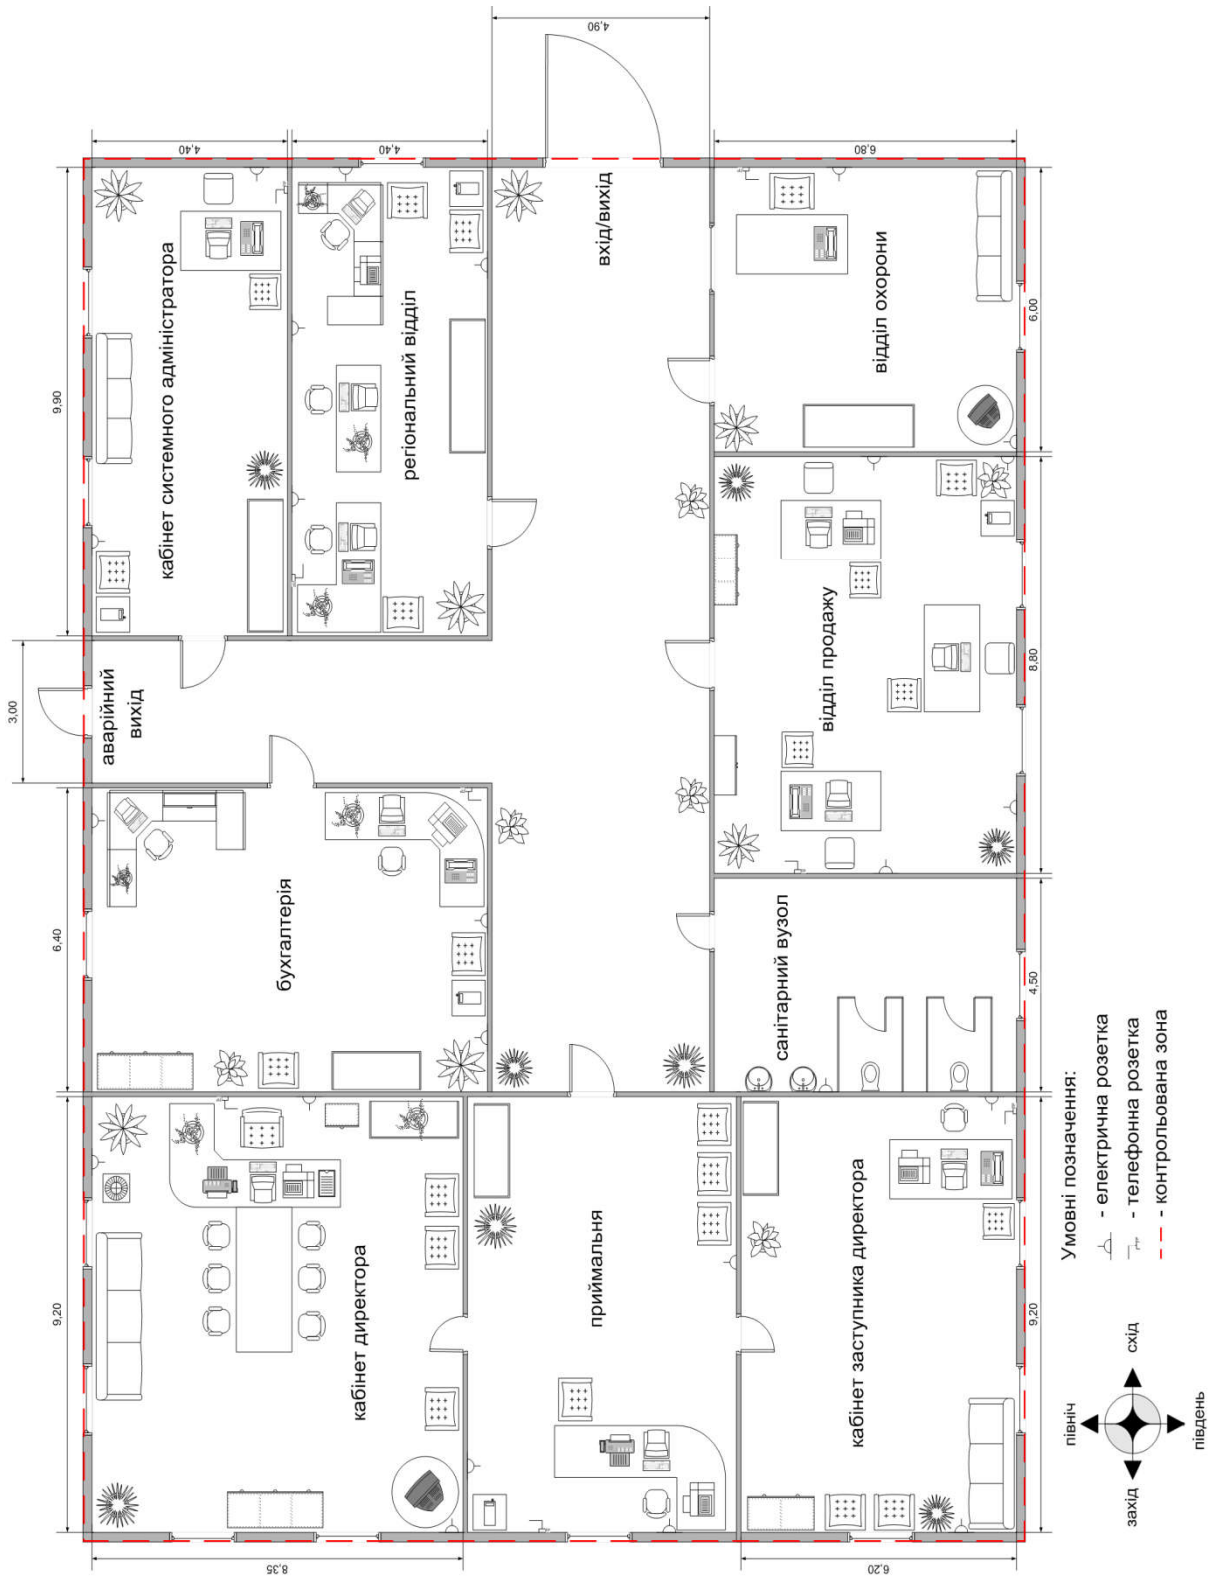 4,90
4,40
4,40
6,80
9,90
кабінет системного адміністратора
регіональний відділ
вхід/вихід
відділ охорони
6,00
3,00
аварійний
вихід
відділ продажу
8,80
6,40
бухгалтерія
санітарний вузол
4,50
9,20
кабінет директора
приймальня
кабінет заступника директора
9,20
8,35
6,20
Умовні позначення:
- електрична розетка
- телефонна розетка
- контрольована зона
північ
захід
схід
південь